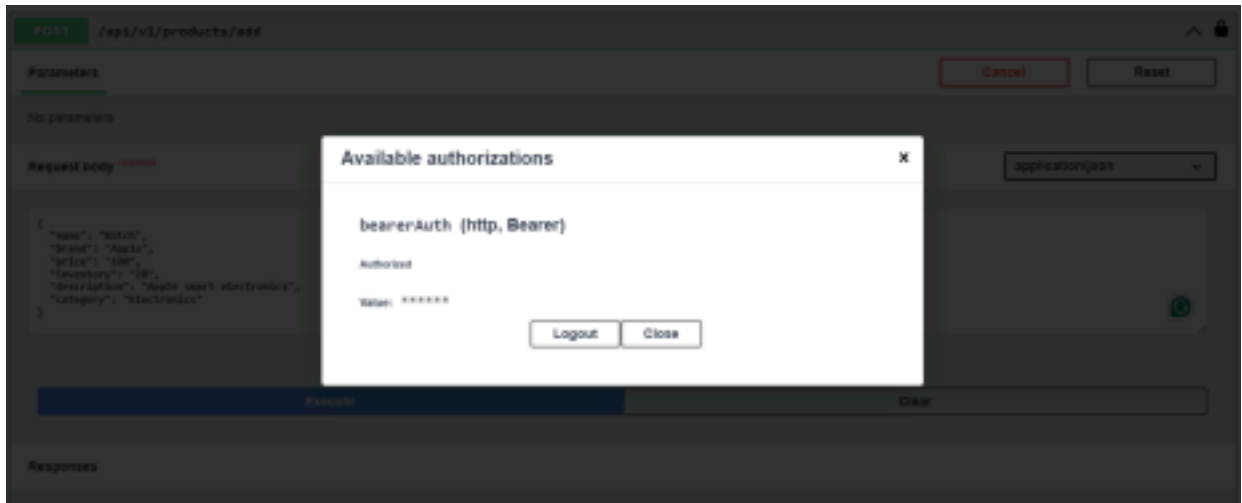 POST /api/v1/products/add
Parameters Cancel Reset
No parameters
Request body required application/json
Available authorizations x
bearerAuth (http, Bearer)
Authorized
Value: ******
Logout Close
{
"name": "Watch",
"brand": "Apple",
"price": "100",
"inventory": "20",
"description": "Apple smart electronics",
"category": "Electronics"
}
Execute Clear
Responses